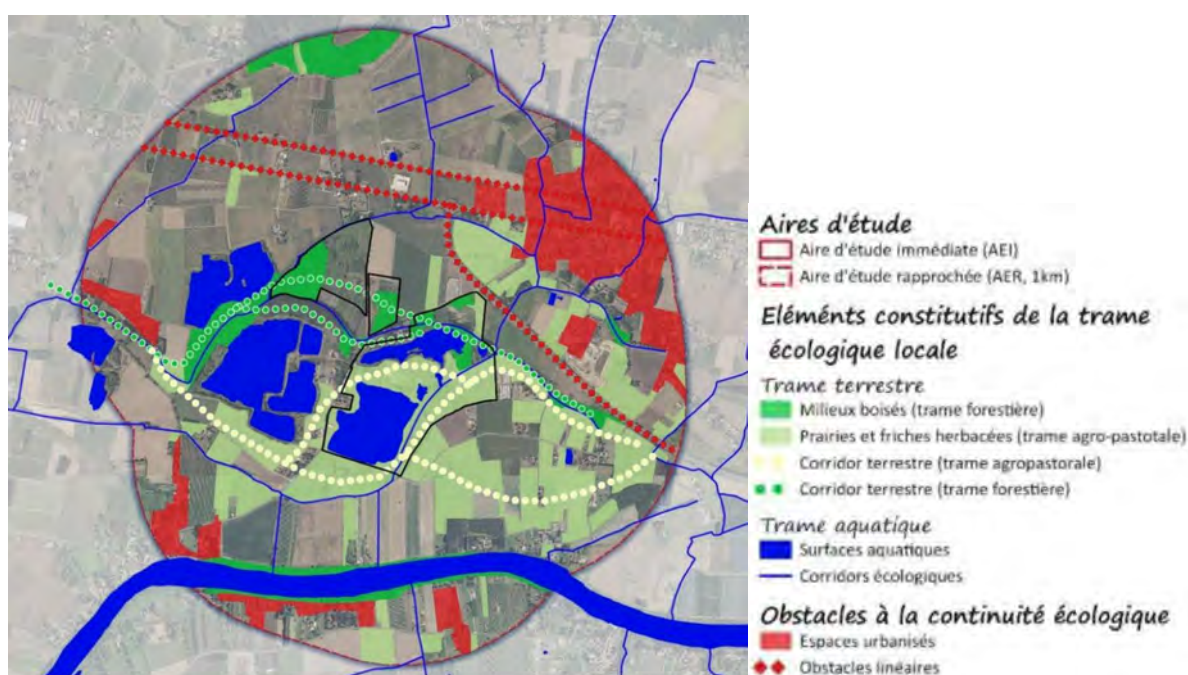 Aires d'étude
Aire d'étude immédiate (AEI)
Aire d'étude rapprochée (AER, 1km)
Eléménts constitutifs de la trame
écologique locale
Trame terrestre
Milieux boisés (trame forestière)
Prairies et friches herbacées (trame agro-pastotale)
Corridor terrestre (trame agropastorale)
Corridor terrestre (trame forestière)
Trame aquatique
Surfaces aquatiques
Corridors écologiques
Obstacles à la continuité écologique
Espaces urbanisés
Obstacles linéaires